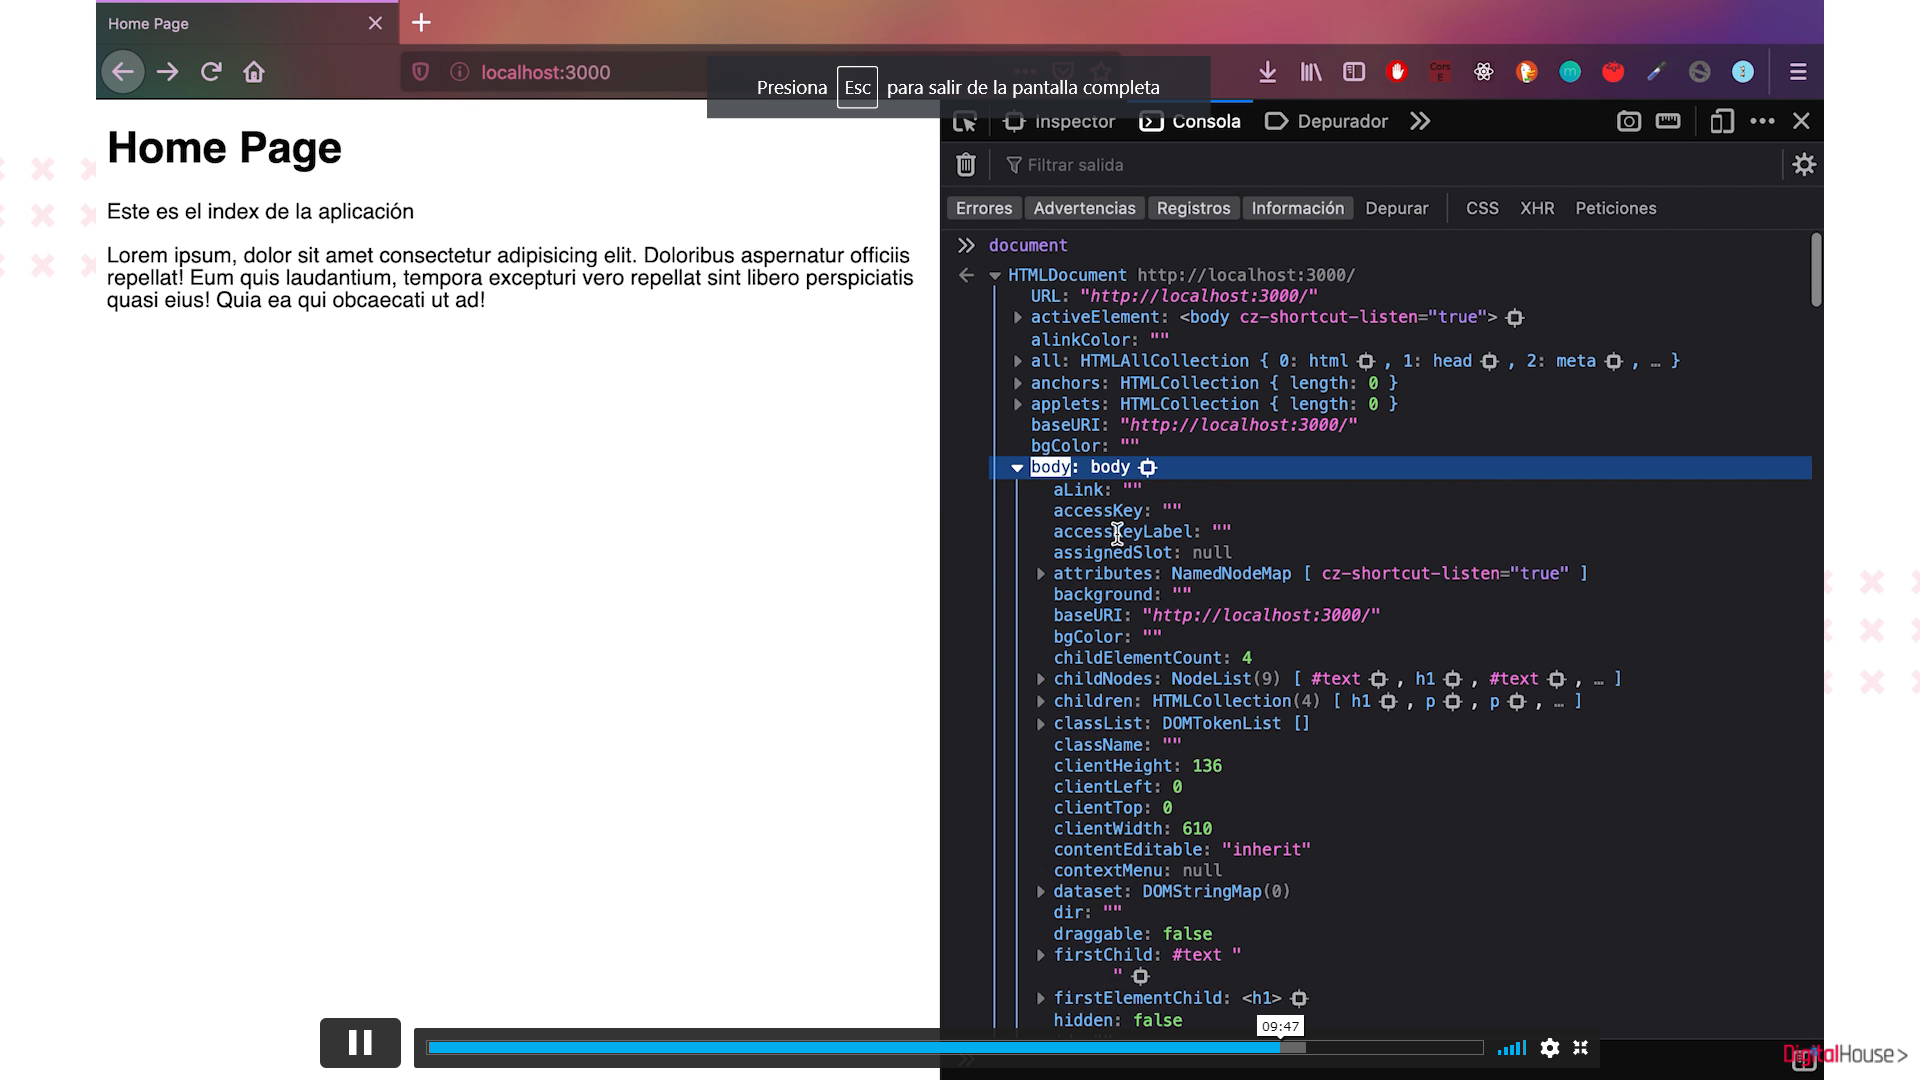 Home Page
localhost:3000
Cors
E
m
Presiona Esc para salir de la pantalla completa
Home Page
Este es el index de la aplicación
Lorem ipsum, dolor sit amet consectetur adipisicing elit. Doloribus aspernatur officiis
repellat! Eum quis laudantium, tempora excepturi vero repellat sint libero perspiciatis
quasi eius! Quia ea qui obcaecati ut ad!
Inspector Consola Depurador
Filtrar salida
Errores Advertencias Registros Información Depurar CSS XHR Peticiones
document
HTMLDocument http://localhost:3000/
URL: "http://localhost:3000/"
activeElement: <body cz-shortcut-listen="true">
alinkColor: ""
all: HTMLAllCollection { 0: html , 1: head , 2: meta , … }
anchors: HTMLCollection { length: 0 }
applets: HTMLCollection { length: 0 }
baseURI: "http://localhost:3000/"
bgColor: ""
body: body
aLink: ""
accessKey: ""
accessKeyLabel: ""
assignedSlot: null
attributes: NamedNodeMap [ cz-shortcut-listen="true" ]
background: ""
baseURI: "http://localhost:3000/"
bgColor: ""
childElementCount: 4
childNodes: NodeList(9) [ #text , h1 , #text , … ]
children: HTMLCollection(4) [ h1 , p , p , … ]
classList: DOMTokenList []
className: ""
clientHeight: 136
clientLeft: 0
clientTop: 0
clientWidth: 610
contentEditable: "inherit"
contextMenu: null
dataset: DOMStringMap(0)
dir: ""
draggable: false
firstChild: #text "
"
firstElementChild: <h1>
hidden: false
09:47
DigitalHouse>